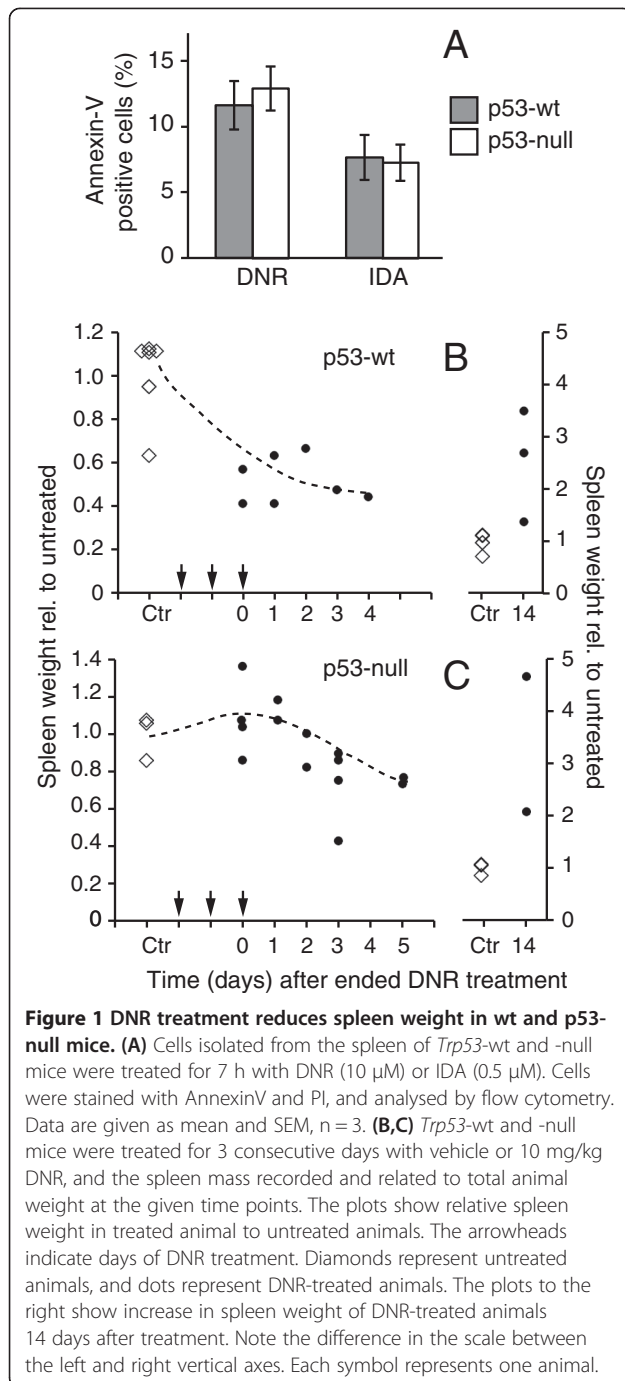 A
Annexin-V
positive cells (%)
15
10
5
0
p53-wt
p53-null
DNR IDA
B
p53-wt
Spleen weight rel. to untreated
1.2
1.0
0.8
0.6
0.4
0.2
0
Ctr 0 1 2 3 4
5
4
3
2
1
0
Ctr 14
Spleen weight rel. to untreated
C
p53-null
1.4
1.2
1.0
0.8
0.6
0.4
0.2
0
Ctr 0 1 2 3 4 5
5
4
3
2
1
0
Ctr 14
Time (days) after ended DNR treatment
Figure 1 DNR treatment reduces spleen weight in wt and p53-
null mice. (A) Cells isolated from the spleen of Trp53-wt and -null
mice were treated for 7 h with DNR (10 μM) or IDA (0.5 μM). Cells
were stained with AnnexinV and PI, and analysed by flow cytometry.
Data are given as mean and SEM, n = 3. (B,C) Trp53-wt and -null
mice were treated for 3 consecutive days with vehicle or 10 mg/kg
DNR, and the spleen mass recorded and related to total animal
weight at the given time points. The plots show relative spleen
weight in treated animal to untreated animals. The arrowheads
indicate days of DNR treatment. Diamonds represent untreated
animals, and dots represent DNR-treated animals. The plots to the
right show increase in spleen weight of DNR-treated animals
14 days after treatment. Note the difference in the scale between
the left and right vertical axes. Each symbol represents one animal.